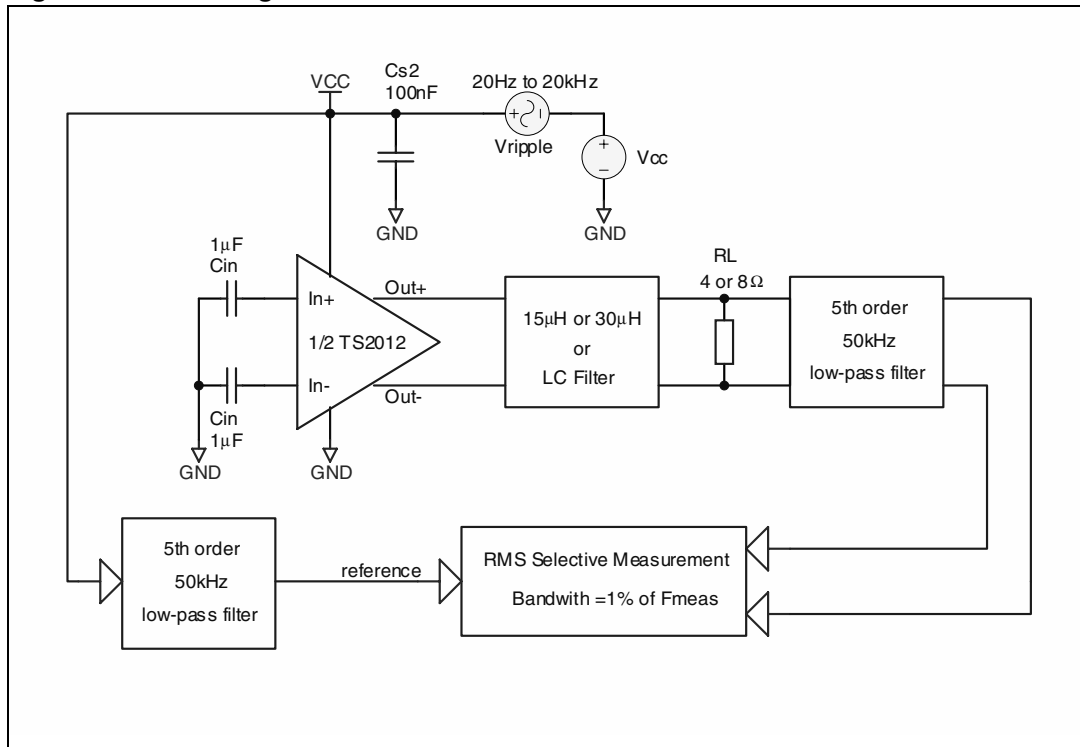 Cs2
100nF
20Hz to 20kHz
VCC
+
-
Vripple
+
-
Vcc
GND
GND
1µF
Cin
In+
1/2 TS2012
In-
Out+
Out-
Cin
1µF
GND
GND
15µH or 30µH
or
LC Filter
RL
4 or 8Ω
5th order
50kHz
low-pass filter
5th order
50kHz
low-pass filter
reference
RMS Selective Measurement
Bandwith =1% of Fmeas